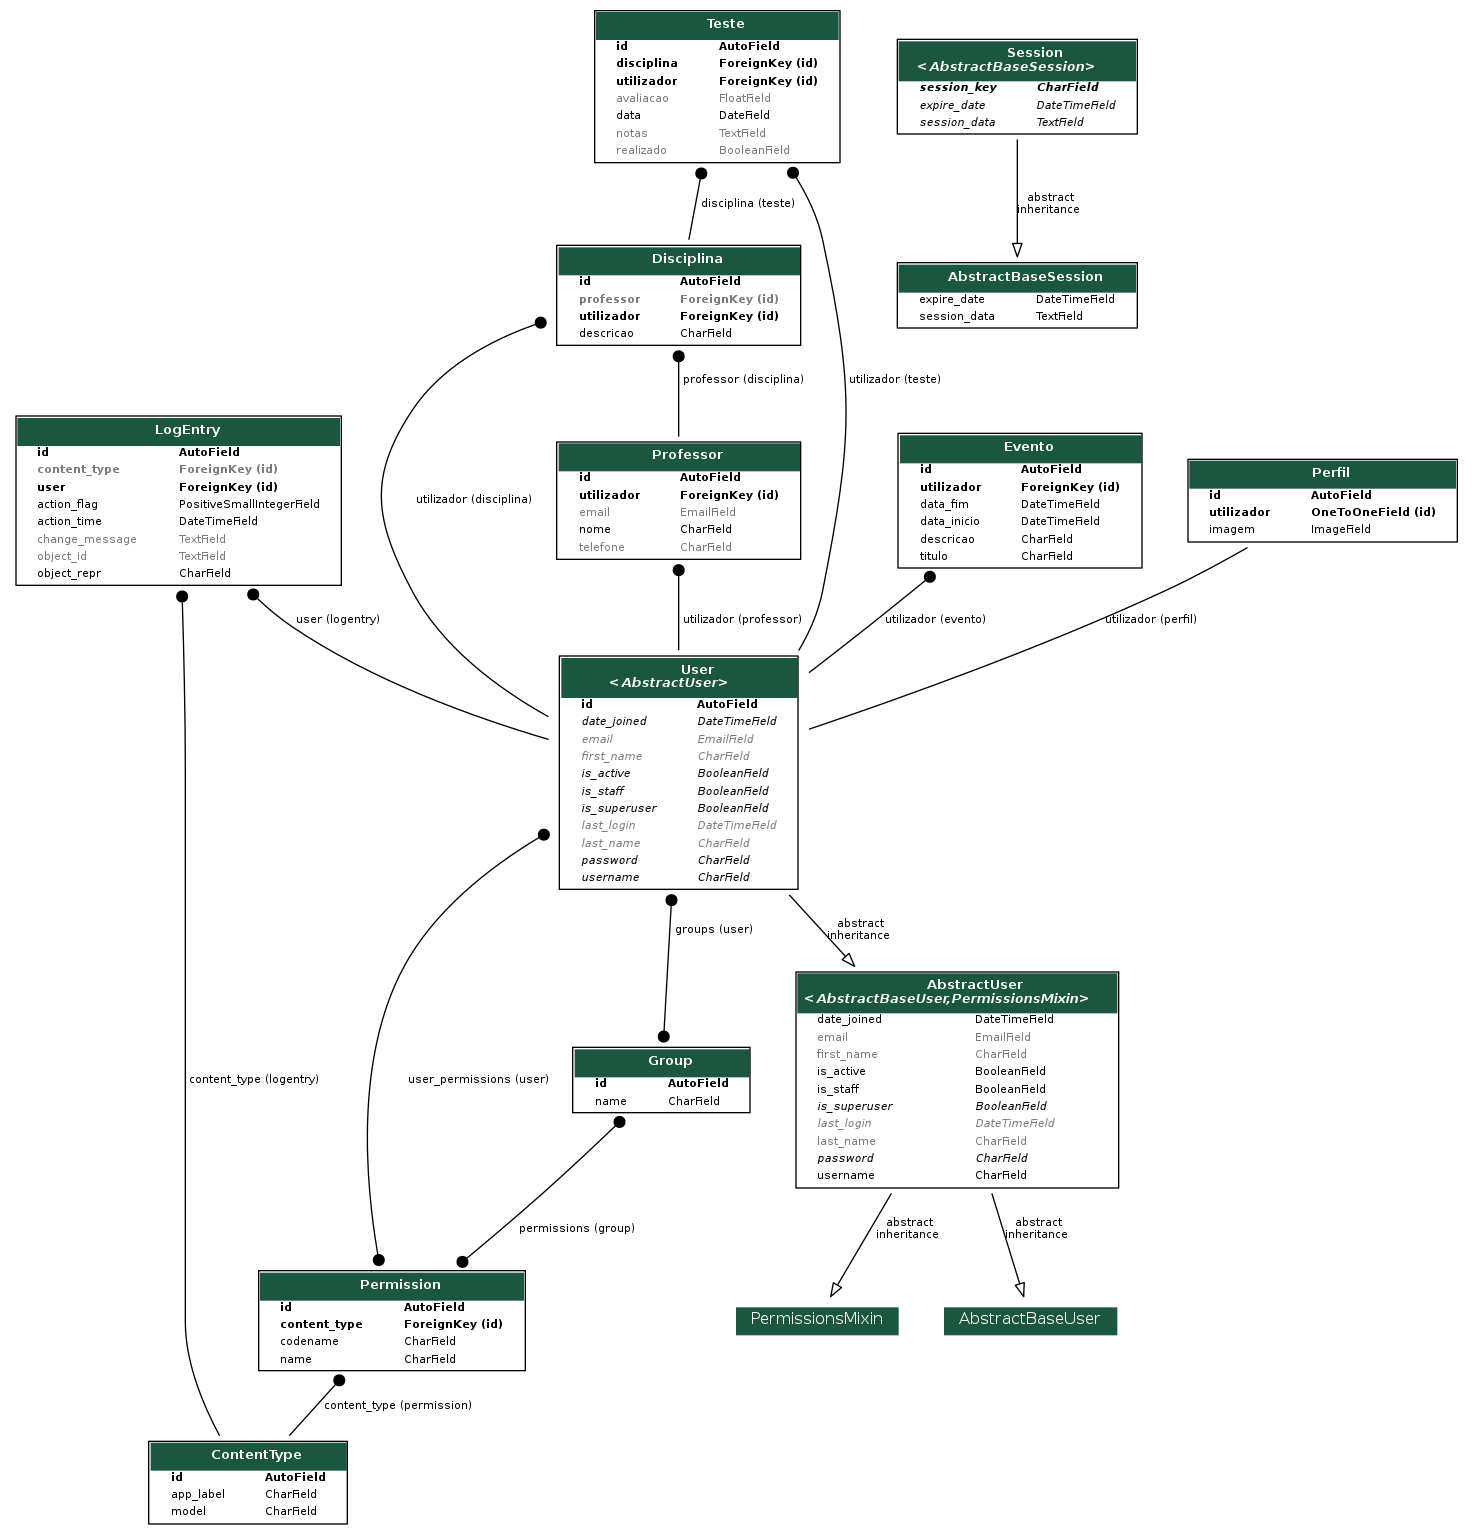 Teste
id AutoField
disciplina ForeignKey (id)
utilizador ForeignKey (id)
avaliacao FloatField
data DateField
notas TextField
realizado BooleanField
Session
<AbstractBaseSession>
session_key CharField
expire_date DateTimeField
session_data TextField
disciplina (teste)
abstract
inheritance
Disciplina
id AutoField
professor ForeignKey (id)
utilizador ForeignKey (id)
descricao CharField
AbstractBaseSession
expire_date DateTimeField
session_data TextField
professor (disciplina)
utilizador (teste)
LogEntry
id AutoField
content_type ForeignKey (id)
user ForeignKey (id)
action_flag PositiveSmallIntegerField
action_time DateTimeField
change_message TextField
object_id TextField
object_repr CharField
utilizador (disciplina)
Professor
id AutoField
utilizador ForeignKey (id)
email EmailField
nome CharField
telefone CharField
Evento
id AutoField
utilizador ForeignKey (id)
data_fim DateTimeField
data_inicio DateTimeField
descricao CharField
titulo CharField
Perfil
id AutoField
utilizador OneToOneField (id)
imagem ImageField
user (logentry)
utilizador (professor)
utilizador (evento)
utilizador (perfil)
User
<AbstractUser>
id AutoField
date_joined DateTimeField
email EmailField
first_name CharField
is_active BooleanField
is_staff BooleanField
is_superuser BooleanField
last_login DateTimeField
last_name CharField
password CharField
username CharField
groups (user)
abstract
inheritance
AbstractUser
<AbstractBaseUser,PermissionsMixin>
date_joined DateTimeField
email EmailField
first_name CharField
is_active BooleanField
is_staff BooleanField
is_superuser BooleanField
last_login DateTimeField
last_name CharField
password CharField
username CharField
content_type (logentry)
user_permissions (user)
Group
id AutoField
name CharField
permissions (group)
abstract
inheritance
abstract
inheritance
Permission
id AutoField
content_type ForeignKey (id)
codename CharField
name CharField
PermissionsMixin
AbstractBaseUser
content_type (permission)
ContentType
id AutoField
app_label CharField
model CharField